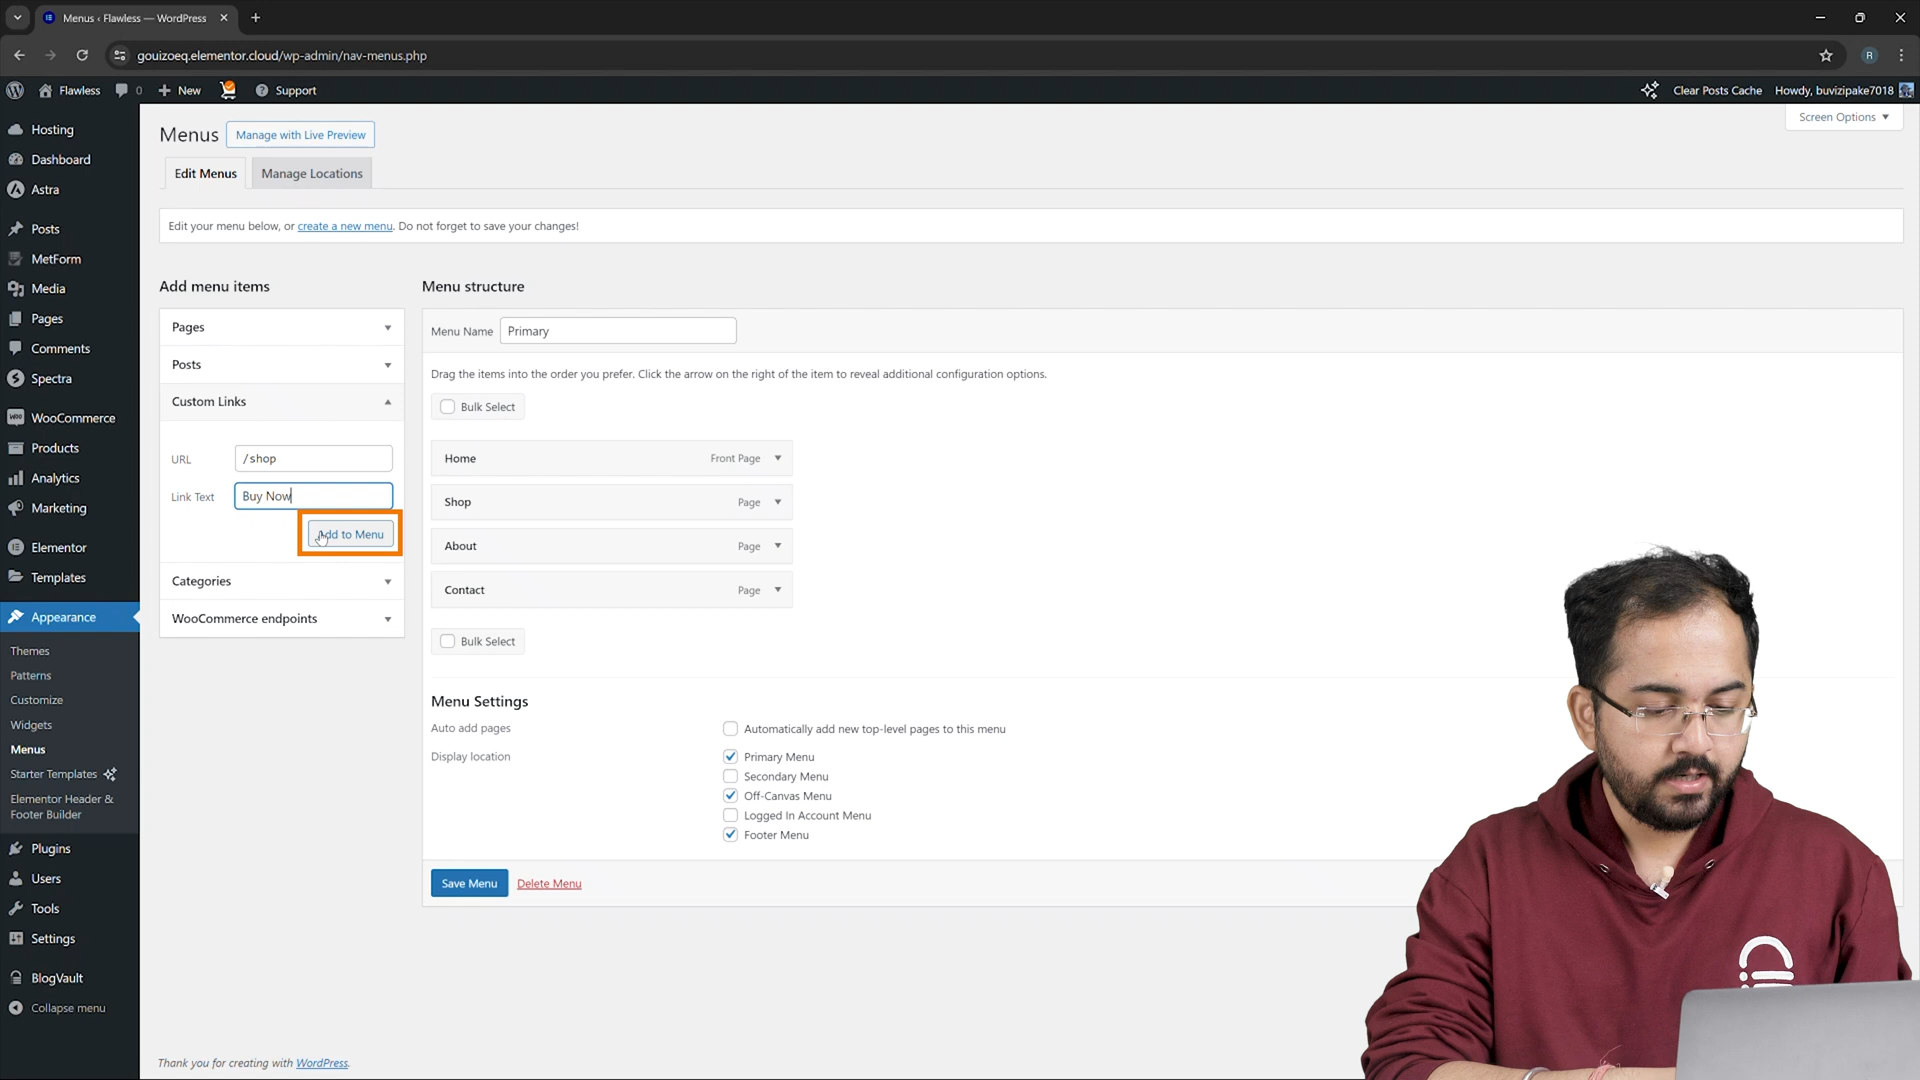 Menus ‹ Flawless — WordPress
gouizoeq.elementor.cloud/wp-admin/nav-menus.php
R
Flawless
0
New
Support
Clear Posts Cache
Howdy, buvizipake7018
Hosting
Dashboard
Astra
Posts
MetForm
Media
Pages
Comments
Spectra
WooCommerce
Products
Analytics
Marketing
Elementor
Templates
Appearance
Themes
Patterns
Customize
Widgets
Menus
Starter Templates
Elementor Header &
Footer Builder
Plugins
Users
Tools
Settings
BlogVault
Collapse menu
Screen Options
Menus
Manage with Live Preview
Edit Menus
Manage Locations
Edit your menu below, or create a new menu. Do not forget to save your changes!
Add menu items
Pages
Posts
Custom Links
URL
/shop
Link Text
Buy Now
Add to Menu
Categories
WooCommerce endpoints
Menu structure
Menu Name
Primary
Drag the items into the order you prefer. Click the arrow on the right of the item to reveal additional configuration options.
Bulk Select
Home
Front Page
Shop
Page
About
Page
Contact
Page
Bulk Select
Menu Settings
Auto add pages
Automatically add new top-level pages to this menu
Display location
Primary Menu
Secondary Menu
Off-Canvas Menu
Logged In Account Menu
Footer Menu
Save Menu
Delete Menu
Thank you for creating with WordPress.